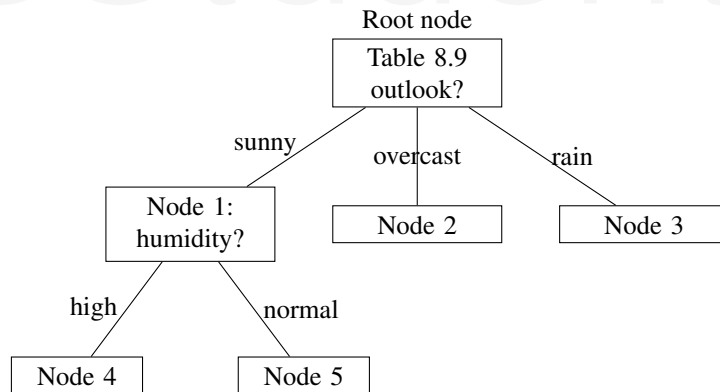 Root node
Table 8.9
outlook?
sunny
overcast
rain
Node 1:
humidity?
Node 2
Node 3
high
normal
Node 4
Node 5